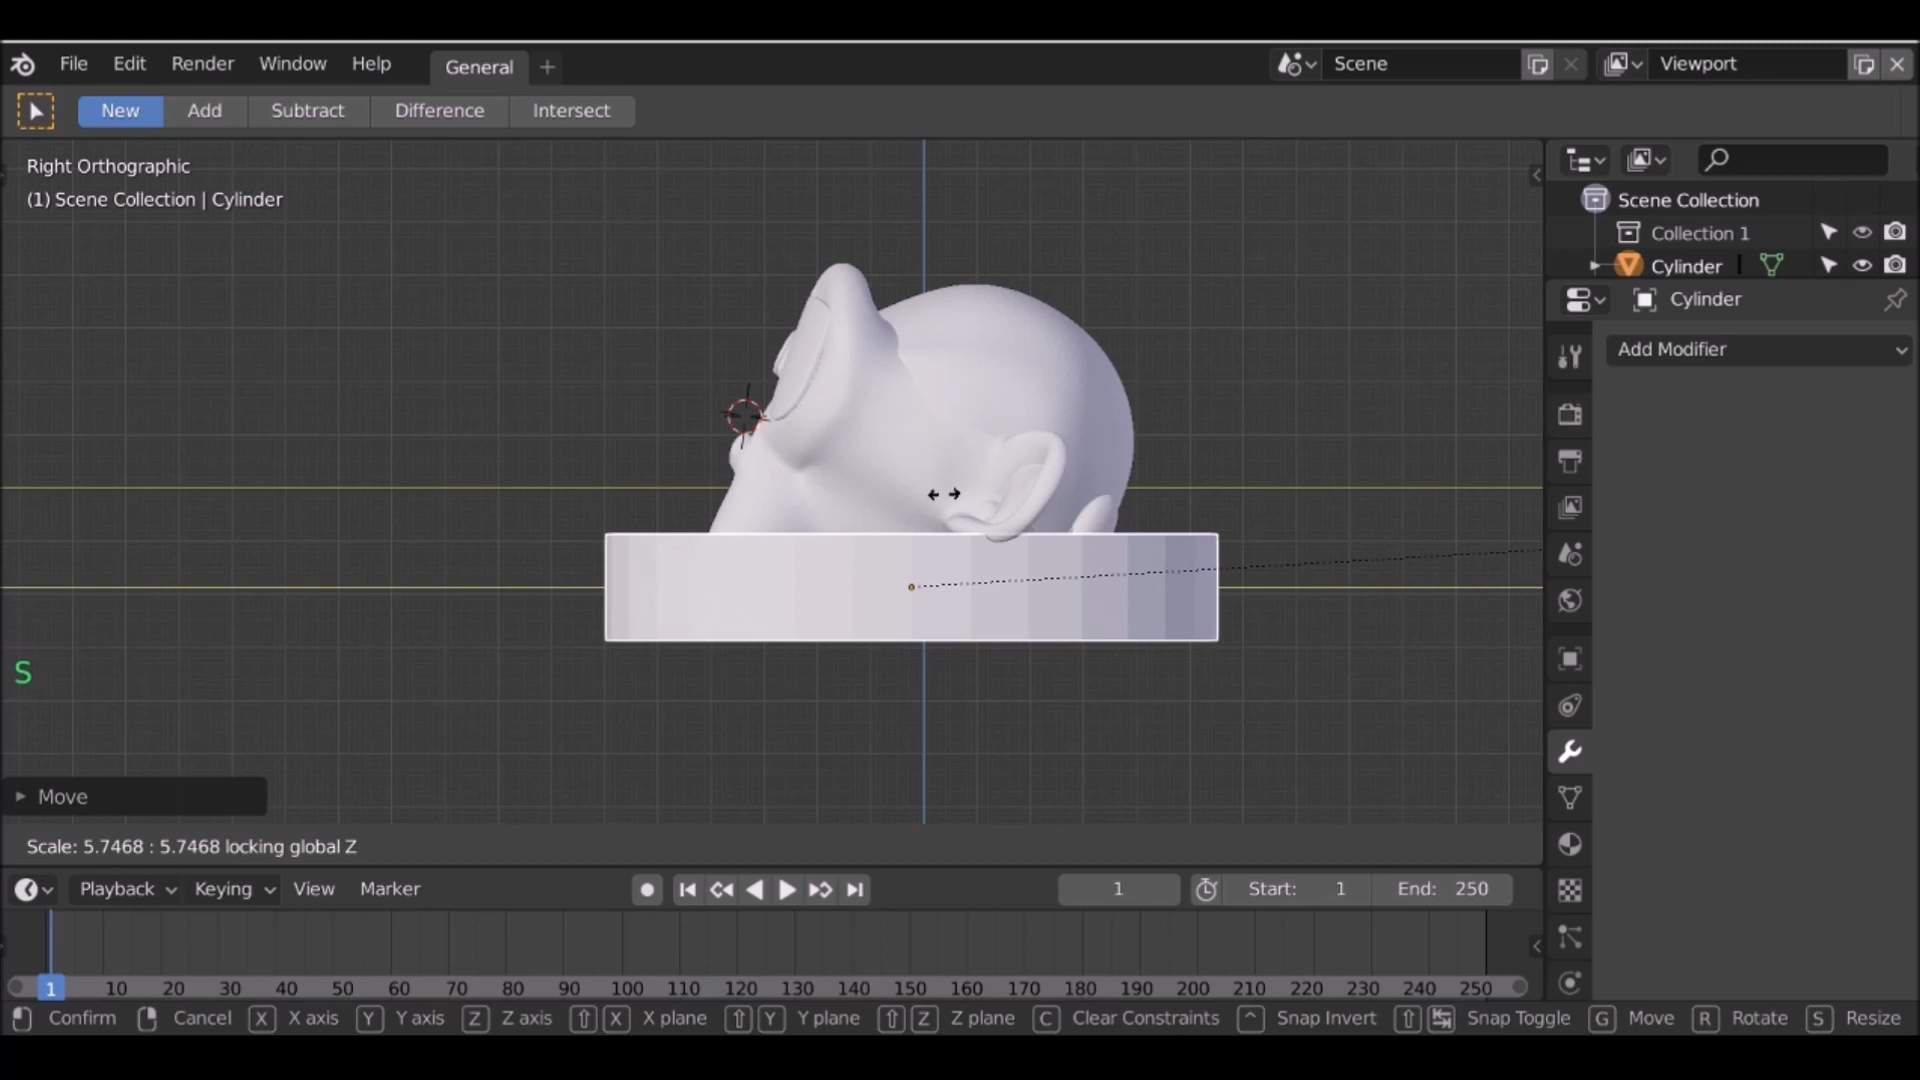 File Edit Render Window Help General + Scene Viewport
New Add Subtract Difference Intersect
Right Orthographic
(1) Scene Collection | Cylinder
Scene Collection
Collection 1
Cylinder
Cylinder
Add Modifier
S
Move
Scale: 5.7468 : 5.7468 locking global Z
Playback Keying View Marker 1 Start: 1 End: 250
1 10 20 30 40 50 60 70 80 90 100 110 120 130 140 150 160 170 180 190 200 210 220 230 240 250
Confirm Cancel X X axis Y Y axis Z Z axis X X plane Y Y plane Z Z plane C Clear Constraints ^ Snap Invert Snap Toggle G Move R Rotate S Resize